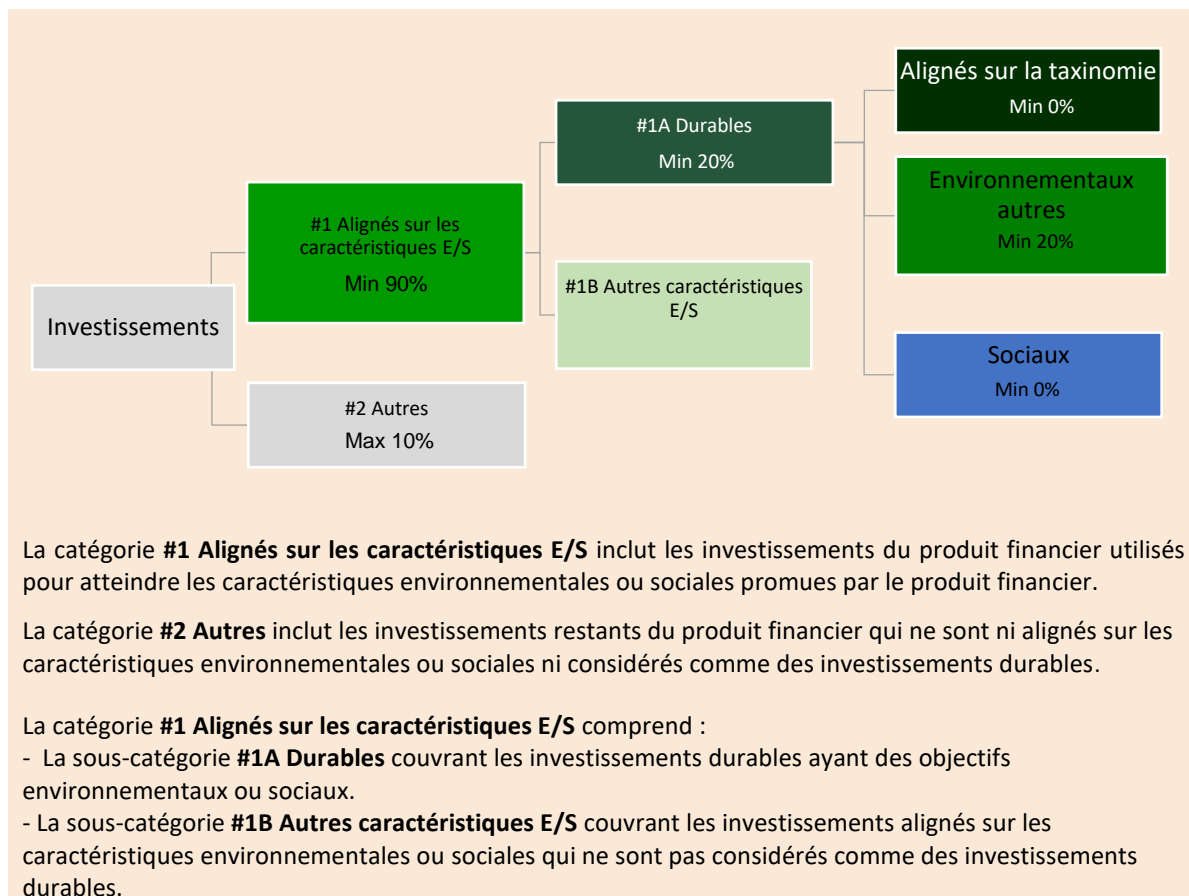 Investissements
#1 Alignés sur les
caractéristiques E/S
Min 90%
#2 Autres
Max 10%
#1A Durables
Min 20%
#1B Autres caractéristiques
E/S
Alignés sur la taxinomie
Min 0%
Environnementaux
autres
Min 20%
Sociaux
Min 0%
La catégorie #1 Alignés sur les caractéristiques E/S inclut les investissements du produit financier utilisés
pour atteindre les caractéristiques environnementales ou sociales promues par le produit financier.
La catégorie #2 Autres inclut les investissements restants du produit financier qui ne sont ni alignés sur les
caractéristiques environnementales ou sociales ni considérés comme des investissements durables.
La catégorie #1 Alignés sur les caractéristiques E/S comprend :
- La sous-catégorie #1A Durables couvrant les investissements durables ayant des objectifs
environnementaux ou sociaux.
- La sous-catégorie #1B Autres caractéristiques E/S couvrant les investissements alignés sur les
caractéristiques environnementales ou sociales qui ne sont pas considérés comme des investissements
durables.